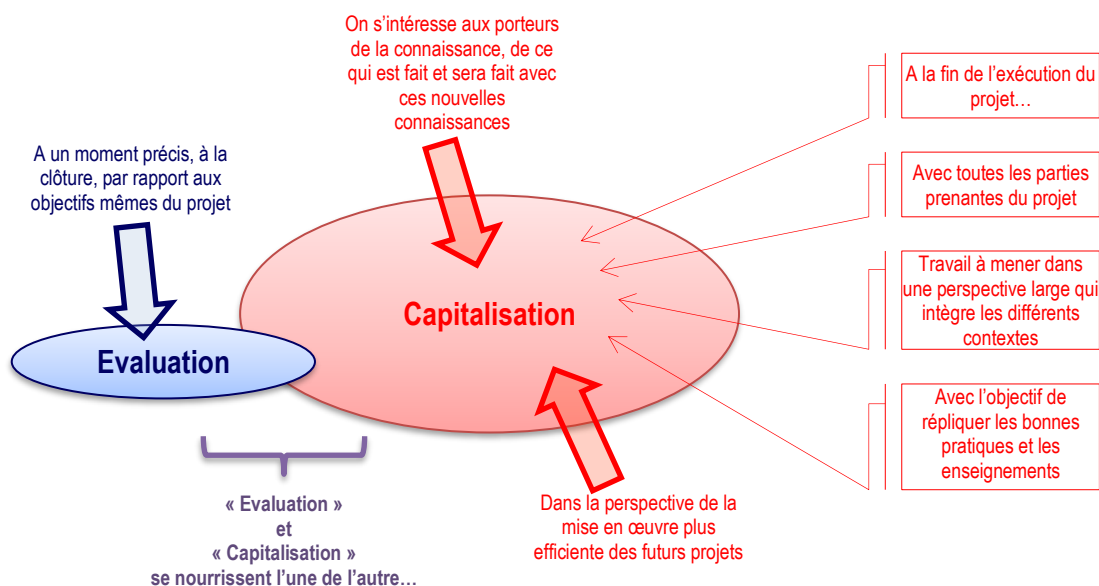 On s’intéresse aux porteurs
de la connaissance, de ce
qui est fait et sera fait avec
ces nouvelles
connaissances
A un moment précis, à la
clôture, par rapport aux
objectifs mêmes du projet
Evaluation
Capitalisation
A la fin de l’exécution du
projet…
Avec toutes les parties
prenantes du projet
Travail à mener dans
une perspective large qui
intègre les différents
contextes
Avec l’objectif de
répliquer les bonnes
pratiques et les
enseignements
« Evaluation »
et
« Capitalisation »
se nourrissent l’une de l’autre…
Dans la perspective de la
mise en œuvre plus
efficiente des futurs projets